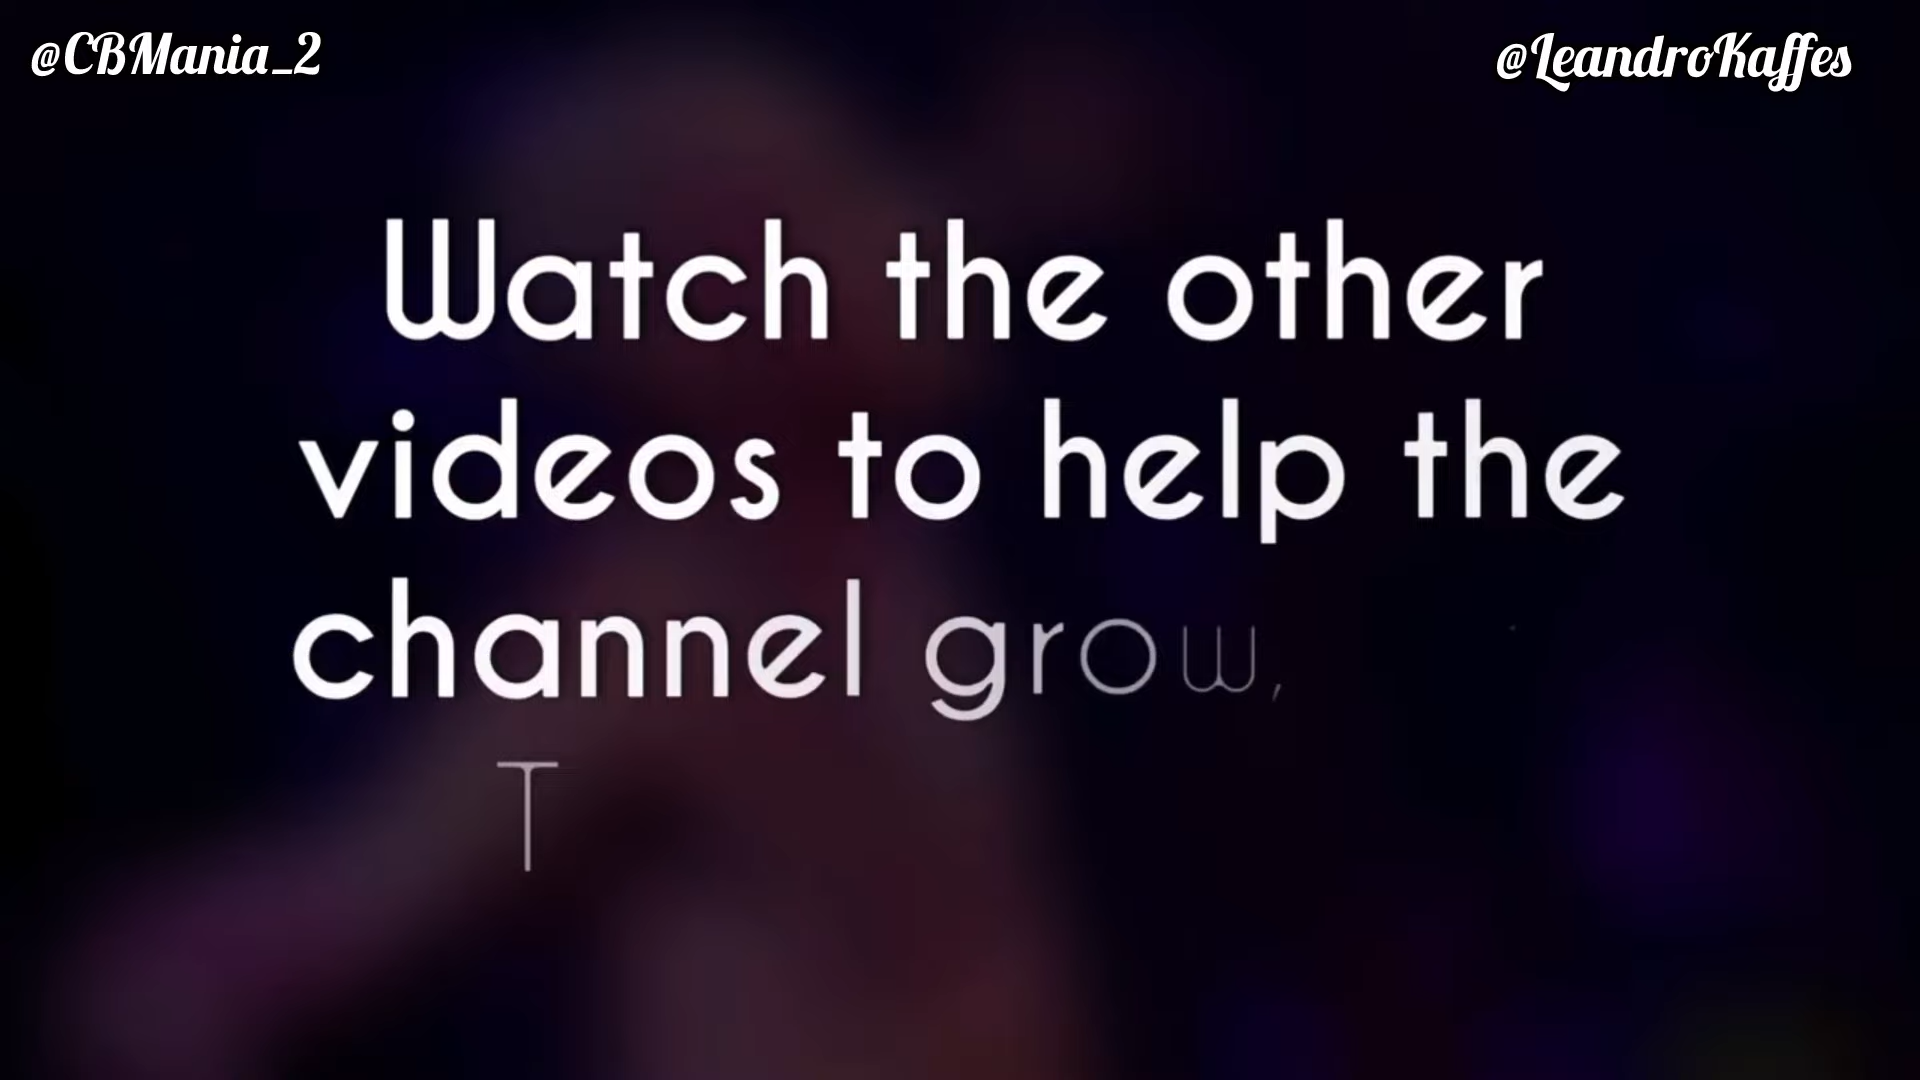 @CBMania_2
@LeandroKaffes
Watch the other
videos to help the
channel grow,
T